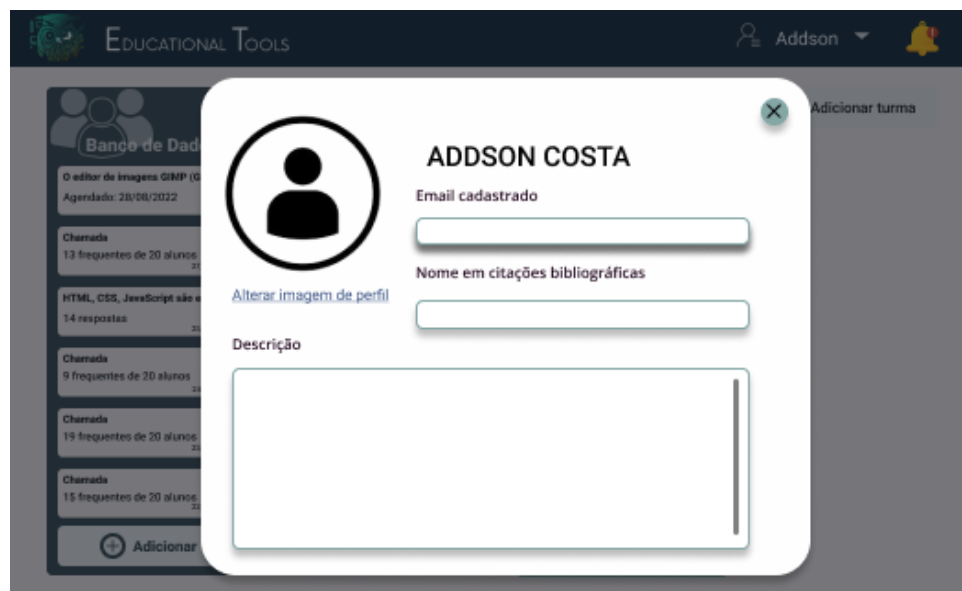 EDUCATIONAL TOOLS
Addson
Adicionar turma
Banco de Dad
O editor de imagens GIMP (G
Agendado: 28/08/2022
Chamada
13 frequentes de 20 alunos
HTML, CSS, JavaScript são e
14 respostas
Chamada
9 frequentes de 20 alunos
Chamada
19 frequentes de 20 alunos
Chamada
15 frequentes de 20 alunos
Adicionar
ADDSON COSTA
Email cadastrado
Nome em citações bibliográficas
Alterar imagem de perfil
Descrição